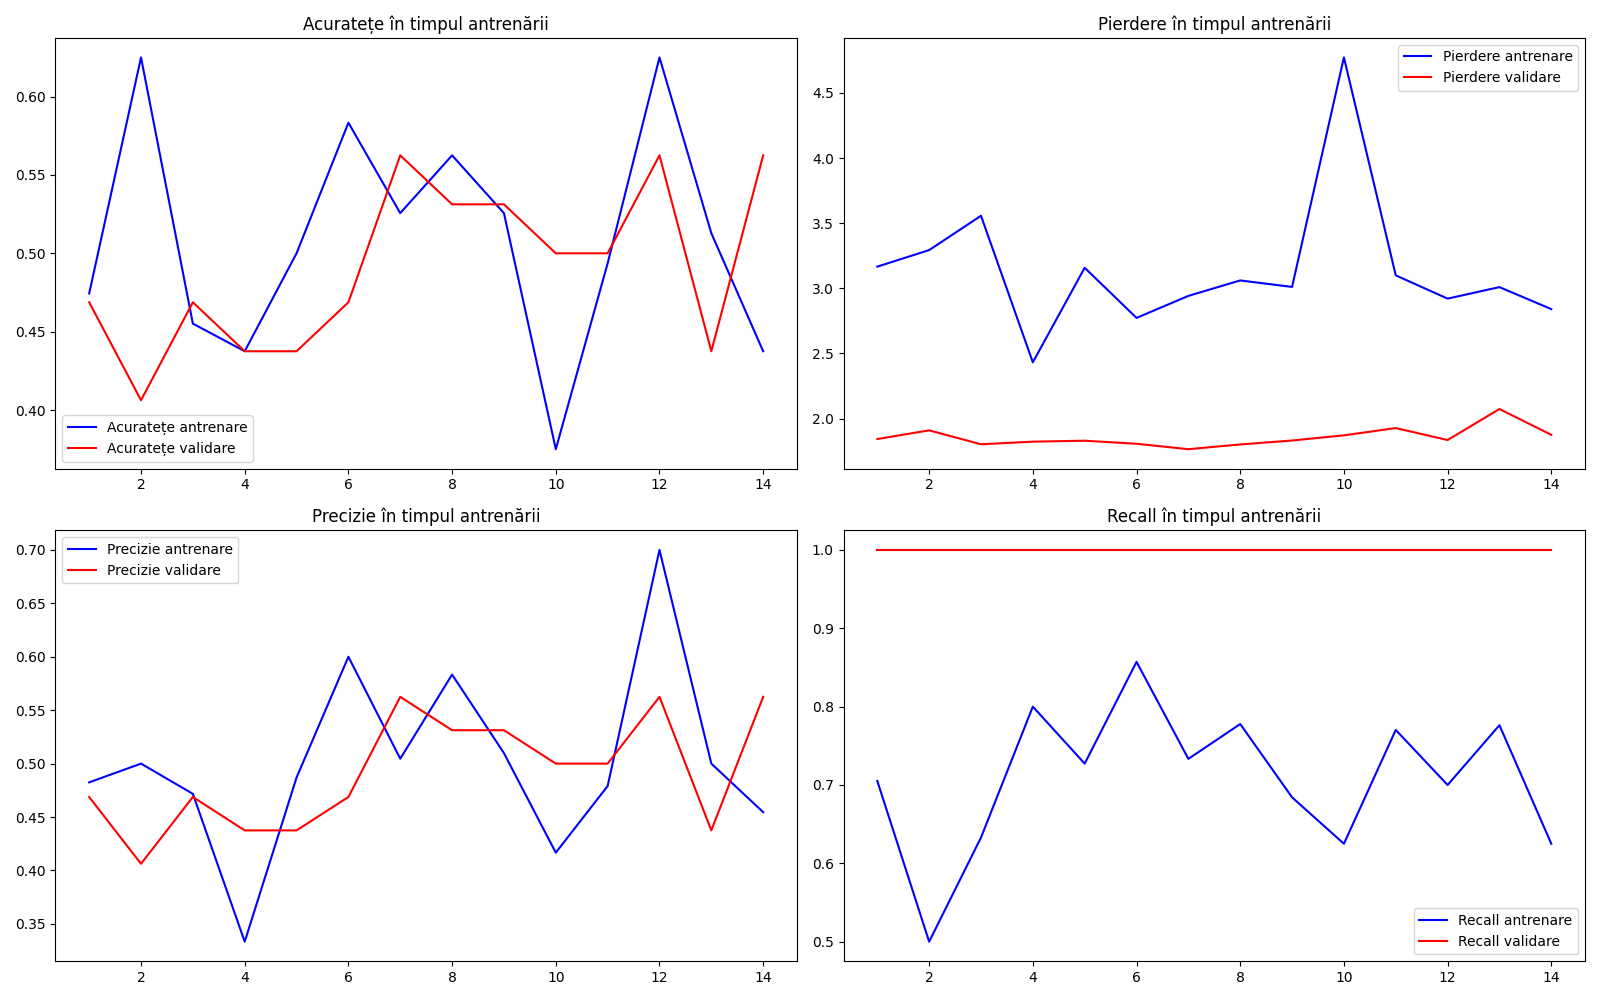 Acuratețe în timpul antrenării
0.60
0.55
0.50
0.45
0.40
Acuratețe antrenare
Acuratețe validare
2 4 6 8 10 12 14
Pierdere în timpul antrenării
Pierdere antrenare
Pierdere validare
4.5
4.0
3.5
3.0
2.5
2.0
2 4 6 8 10 12 14
Precizie în timpul antrenării
Precizie antrenare
Precizie validare
0.70
0.65
0.60
0.55
0.50
0.45
0.40
0.35
2 4 6 8 10 12 14
Recall în timpul antrenării
1.0
0.9
0.8
0.7
0.6
0.5
Recall antrenare
Recall validare
2 4 6 8 10 12 14